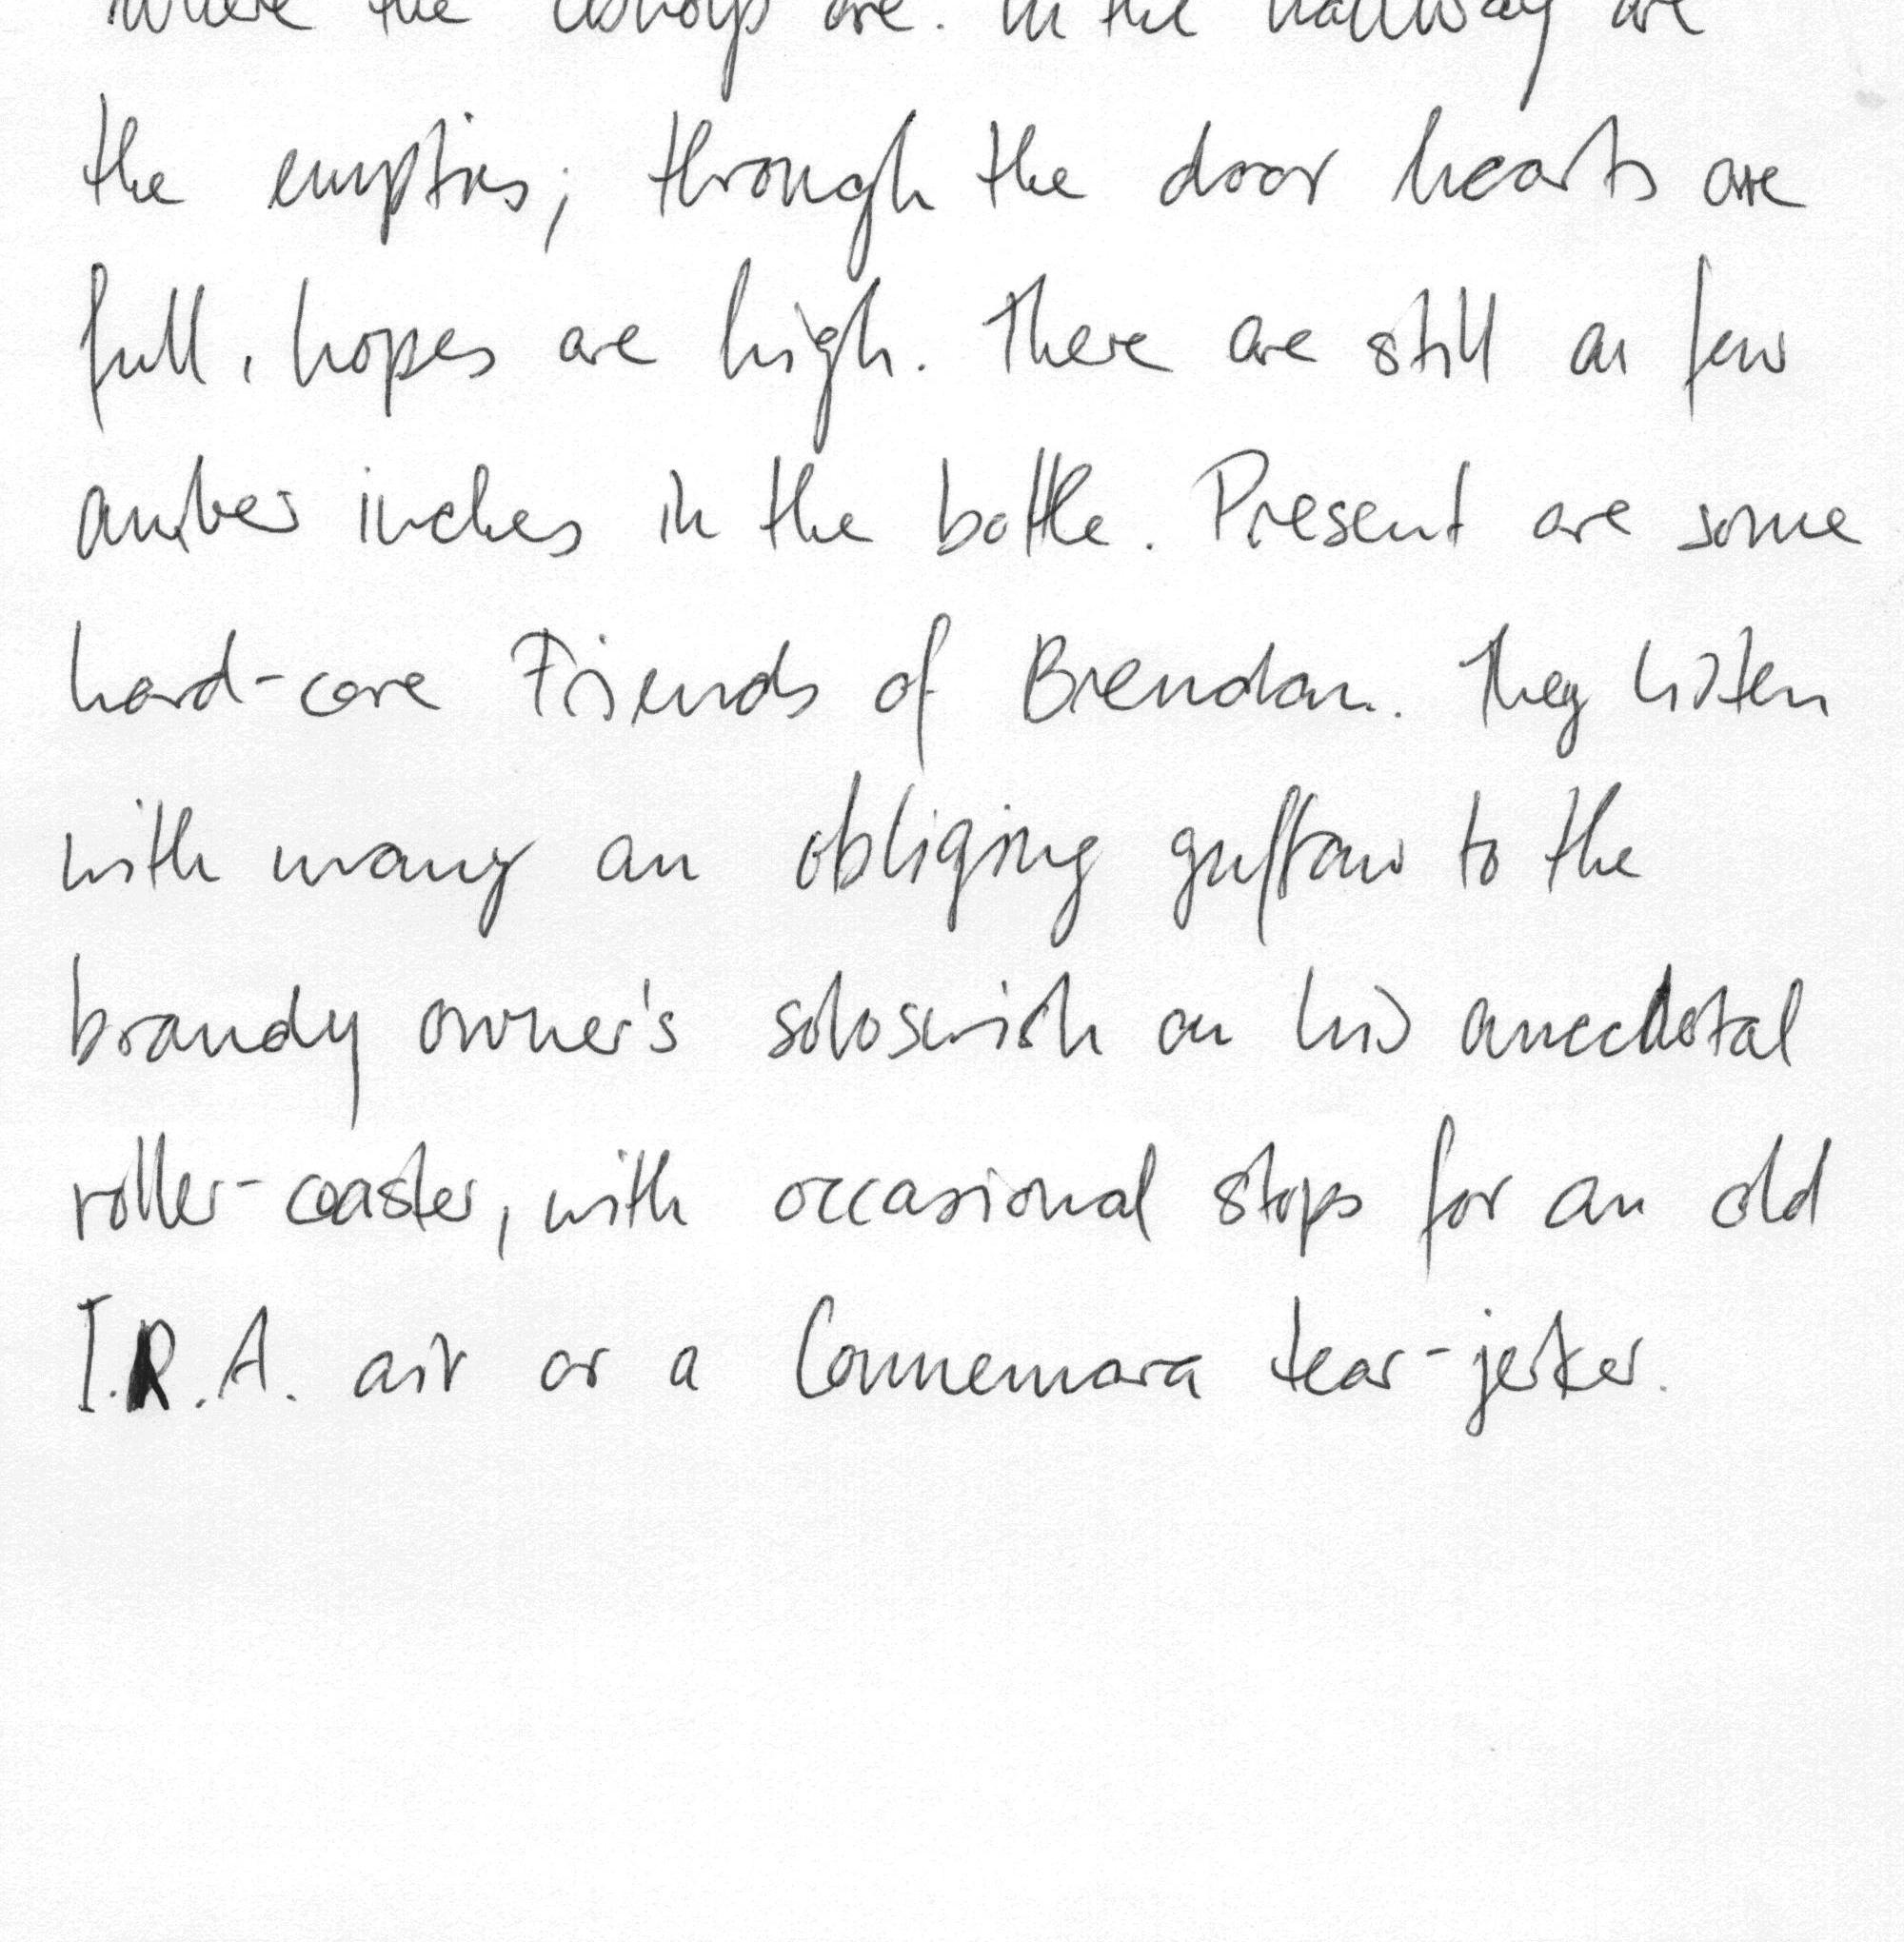 where the are. In the hallway are
the empties; through the door hearts are
full, hopes are high. There are still a few
amber inches in the bottle. Present are some
hard-core Friends of Brendan. They listen
with many an obliging guffaw to the
brandy owner's on his anecdotal
roller-coaster, with occasional stops for an old
I.R.A. air or a Connemara tear-jerker.